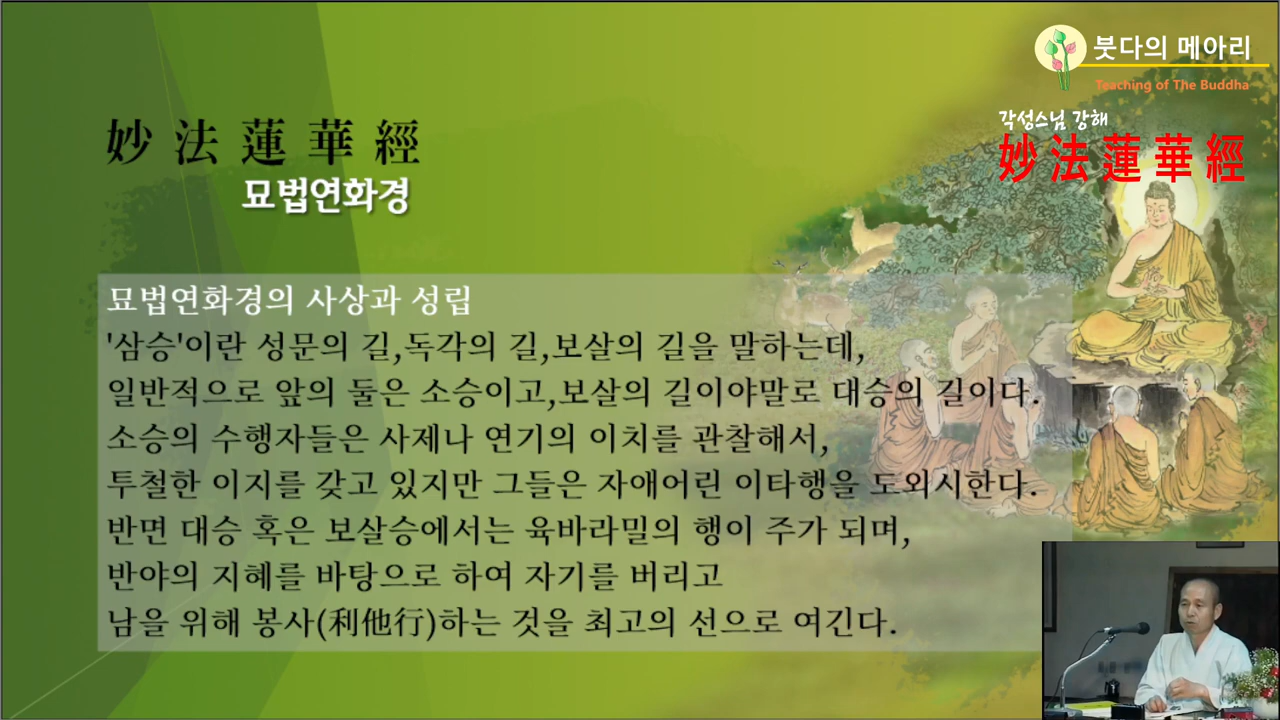 붓다의 메아리
Teaching of The Buddha
각성스님 강해
妙法蓮華經
妙法蓮華經
묘법연화경
묘법연화경의 사상과 성립
'삼승'이란 성문의 길,독각의 길,보살의 길을 말하는데,
일반적으로 앞의 둘은 소승이고,보살의 길이야말로 대승의 길이다.
소승의 수행자들은 사제나 연기의 이치를 관찰해서,
투철한 이지를 갖고 있지만 그들은 자애어린 이타행을 도외시한다.
반면 대승 혹은 보살승에서는 육바라밀의 행이 주가 되며,
반야의 지혜를 바탕으로 하여 자기를 버리고
남을 위해 봉사(利他行)하는 것을 최고의 선으로 여긴다.